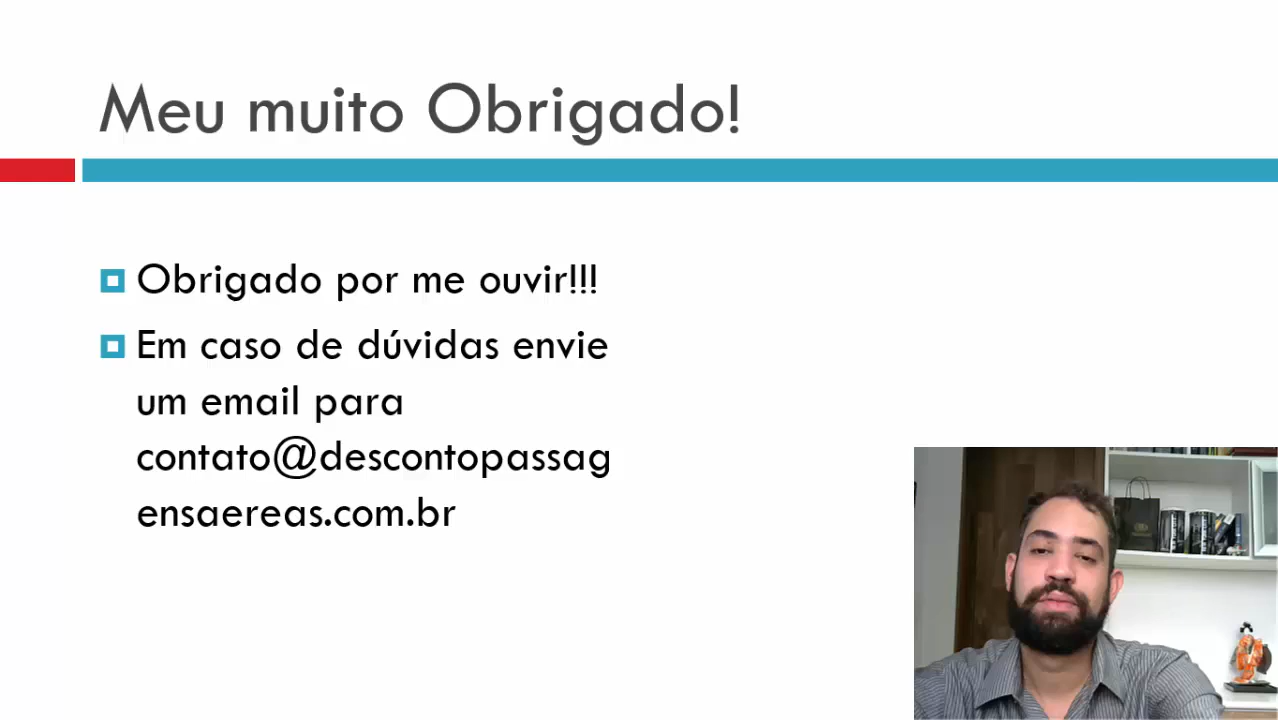 Meu muito Obrigado!
Obrigado por me ouvir!!!
Em caso de dúvidas envie
um email para
contato@descontopassag
ensaereas.com.br